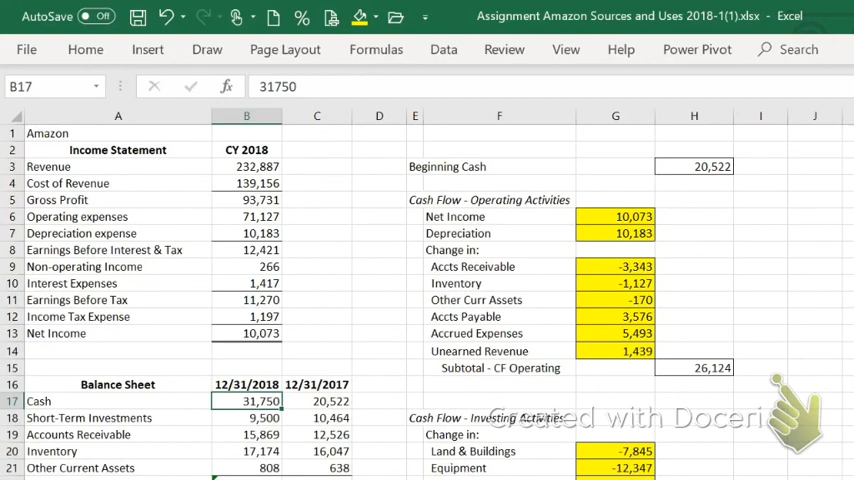 AutoSave Off Assignment Amazon Sources and Uses 2018-1(1).xlsx - Excel
File Home Insert Draw Page Layout Formulas Data Review View Help Power Pivot Search
B17 fx 31750
A B C D E F G H I J
1 Amazon
2 Income Statement CY 2018
3 Revenue 232,887 Beginning Cash 20,522
4 Cost of Revenue 139,156
5 Gross Profit 93,731 Cash Flow - Operating Activities
6 Operating expenses 71,127 Net Income 10,073
7 Depreciation expense 10,183 Depreciation 10,183
8 Earnings Before Interest & Tax 12,421 Change in:
9 Non-operating Income 266 Accts Receivable -3,343
10 Interest Expenses 1,417 Inventory -1,127
11 Earnings Before Tax 11,270 Other Curr Assets -170
12 Income Tax Expense 1,197 Accts Payable 3,576
13 Net Income 10,073 Accrued Expenses 5,493
14 Unearned Revenue 1,439
15 Subtotal - CF Operating 26,124
16 Balance Sheet 12/31/2018 12/31/2017
17 Cash 31,750 20,522
18 Short-Term Investments 9,500 10,464 Cash Flow - Investing Activities
Created with Doceri
19 Accounts Receivable 15,869 12,526 Change in:
20 Inventory 17,174 16,047 Land & Buildings -7,845
21 Other Current Assets 808 638 Equipment -12,347